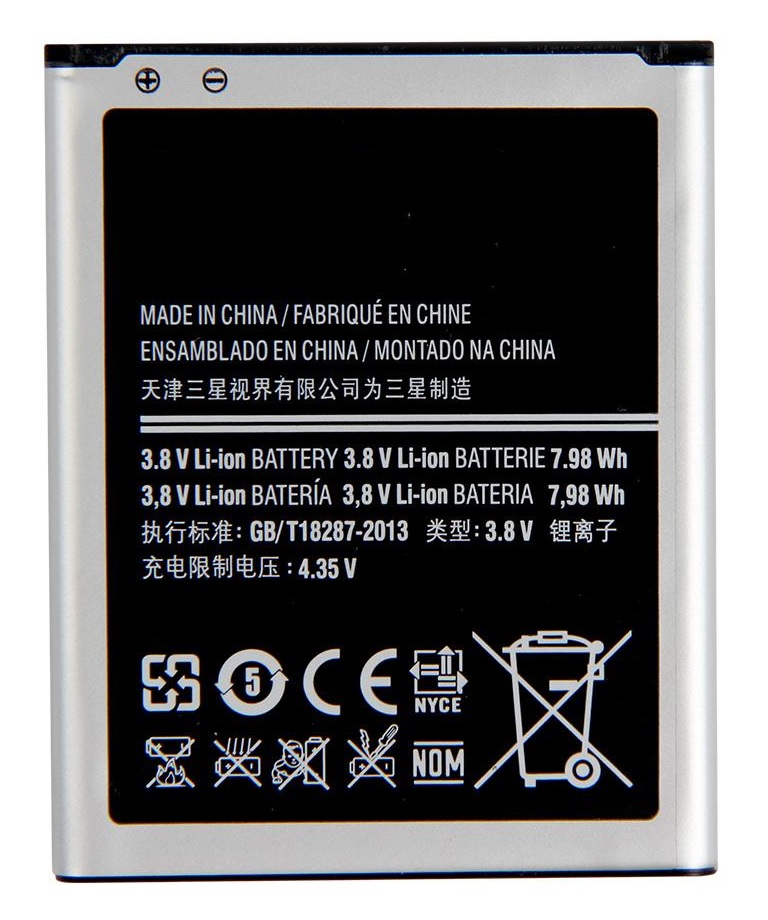 MADE IN CHINA / FABRIQUÉ EN CHINE
ENSAMBLADO EN CHINA / MONTADO NA CHINA
天津三星视界有限公司为三星制造
3.8 V Li-ion BATTERY 3.8 V Li-ion BATTERIE 7.98 Wh
3,8 V Li-ion BATERÍA 3,8 V Li-ion BATERIA 7,98 Wh
执行标准: GB/T18287-2013 类型: 3.8 V 锂离子
充电限制电压 : 4.35 V
5 CE NYCE
NOM